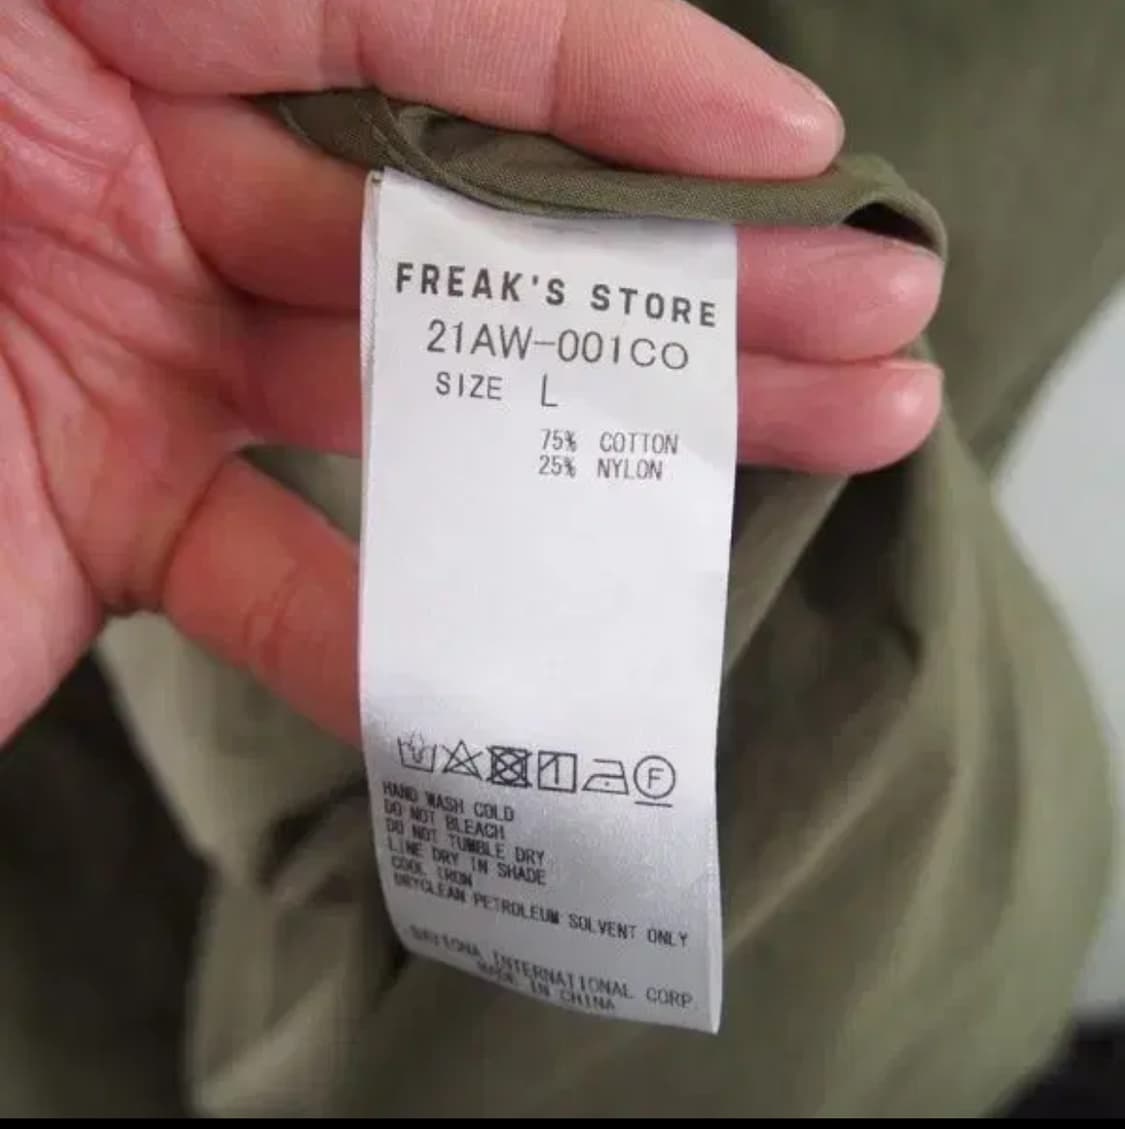 FREAK'S STORE
21AW-001CO
SIZE L
75% COTTON
25% NYLON
F
HAND WASH COLD
DO NOT BLEACH
DO NOT TUMBLE DRY
LINE DRY IN SHADE
COOL IRON
DRYCLEAN PETROLEUM SOLVENT ONLY
DAYTONA INTERNATIONAL CORP.
MADE IN CHINA